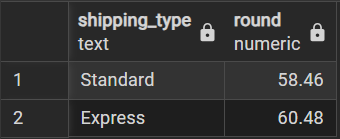 shipping_type round
text numeric
1 Standard 58.46
2 Express 60.48